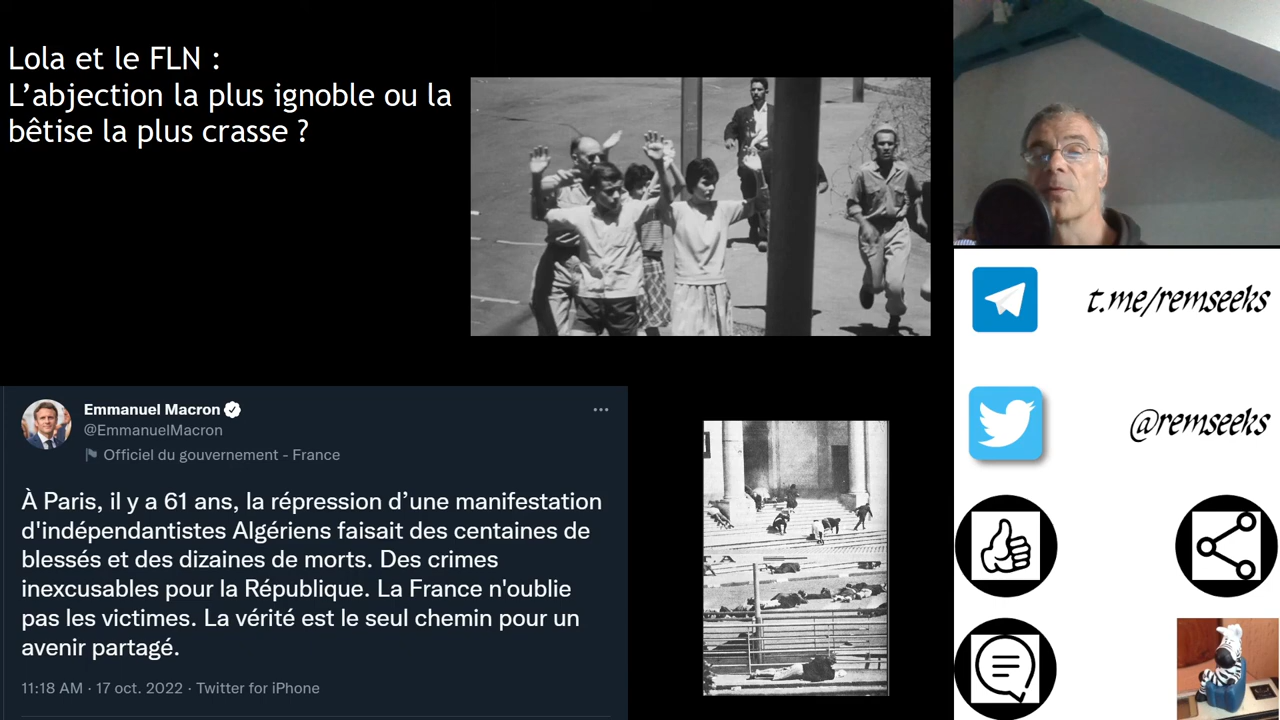 Lola et le FLN :
L’abjection la plus ignoble ou la
bêtise la plus crasse ?
t.me/remseeks
@remseeks
Emmanuel Macron
@EmmanuelMacron
Officiel du gouvernement - France
À Paris, il y a 61 ans, la répression d’une manifestation
d'indépendantistes Algériens faisait des centaines de
blessés et des dizaines de morts. Des crimes
inexcusables pour la République. La France n'oublie
pas les victimes. La vérité est le seul chemin pour un
avenir partagé.
11:18 AM · 17 oct. 2022 · Twitter for iPhone